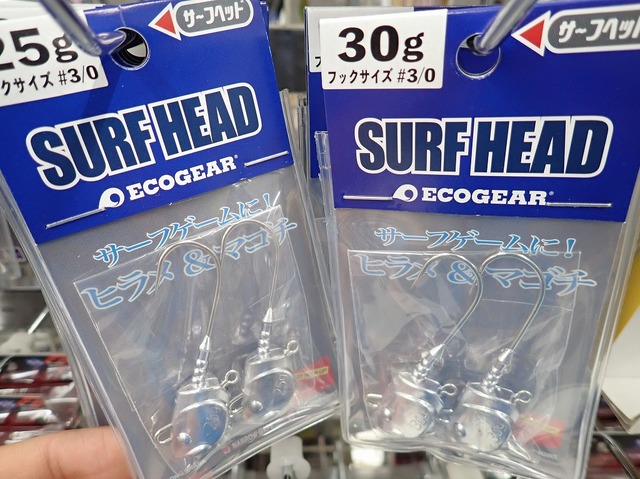 25g
クサイズ #3/0
サーフヘッド
SURF HEAD
ECOGEAR®
サーフゲームに!
ヒラメ & マゴチ
30g
フックサイズ #3/0
サーフヘッド
SURF HEAD
ECOGEAR®
サーフゲームに!
ヒラメ & マゴチ